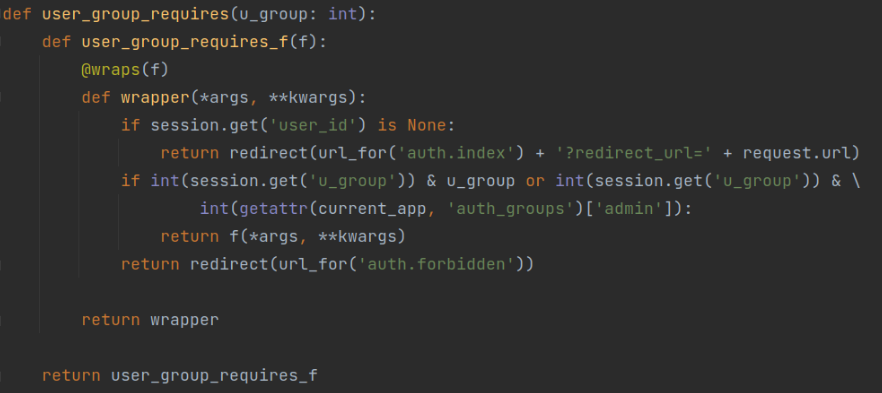 def user_group_requires(u_group: int):
    def user_group_requires_f(f):
        @wraps(f)
        def wrapper(*args, **kwargs):
            if session.get('user_id') is None:
                return redirect(url_for('auth.index') + '?redirect_url=' + request.url)
            if int(session.get('u_group')) & u_group or int(session.get('u_group')) & \
                    int(getattr(current_app, 'auth_groups')['admin']):
                return f(*args, **kwargs)
            return redirect(url_for('auth.forbidden'))
        return wrapper
    return user_group_requires_f